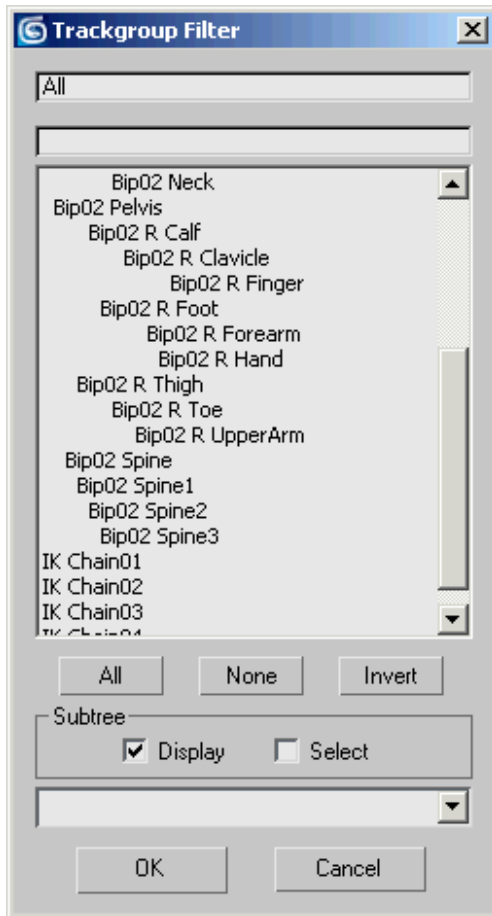 Trackgroup Filter
All
Bip02 Neck
Bip02 Pelvis
Bip02 R Calf
Bip02 R Clavicle
Bip02 R Finger
Bip02 R Foot
Bip02 R Forearm
Bip02 R Hand
Bip02 R Thigh
Bip02 R Toe
Bip02 R UpperArm
Bip02 Spine
Bip02 Spine1
Bip02 Spine2
Bip02 Spine3
IK Chain01
IK Chain02
IK Chain03
IK Chain04
All None Invert
Subtree
Display Select
OK Cancel